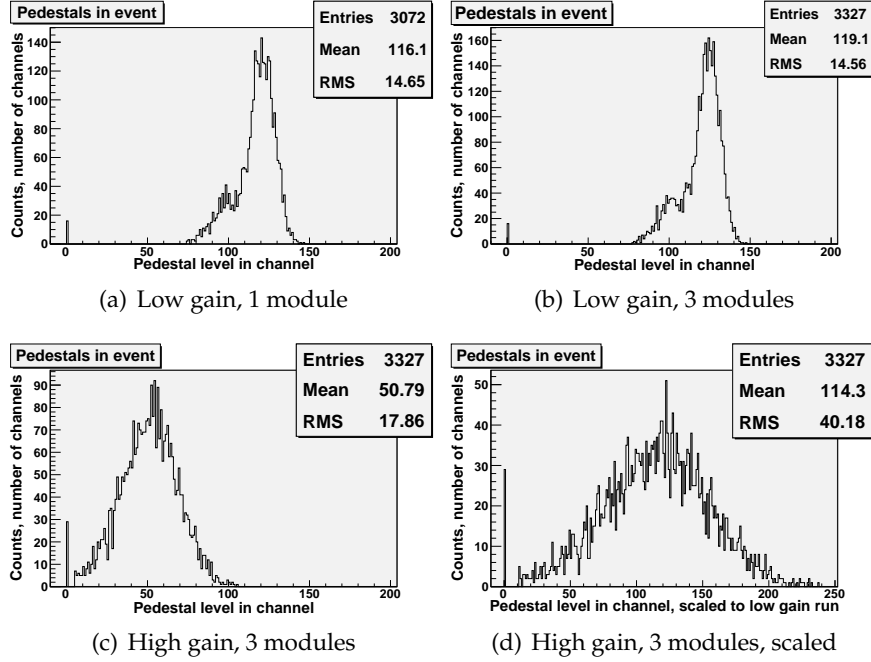 Pedestals in event
Entries 3072
Mean 116.1
RMS 14.65
Counts, number of channels
140
120
100
80
60
40
20
0
0 50 100 150 200
Pedestal level in channel
(a) Low gain, 1 module
Pedestals in event
Entries 3327
Mean 119.1
RMS 14.56
Counts, number of channels
160
140
120
100
80
60
40
20
0
0 50 100 150 200
Pedestal level in channel
(b) Low gain, 3 modules
Pedestals in event
Entries 3327
Mean 50.79
RMS 17.86
Counts, number of channels
90
80
70
60
50
40
30
20
10
0
0 50 100 150 200
Pedestal level in channel
(c) High gain, 3 modules
Pedestals in event
Entries 3327
Mean 114.3
RMS 40.18
Counts, number of channels
50
40
30
20
10
0
0 50 100 150 200 250
Pedestal level in channel, scaled to low gain run
(d) High gain, 3 modules, scaled